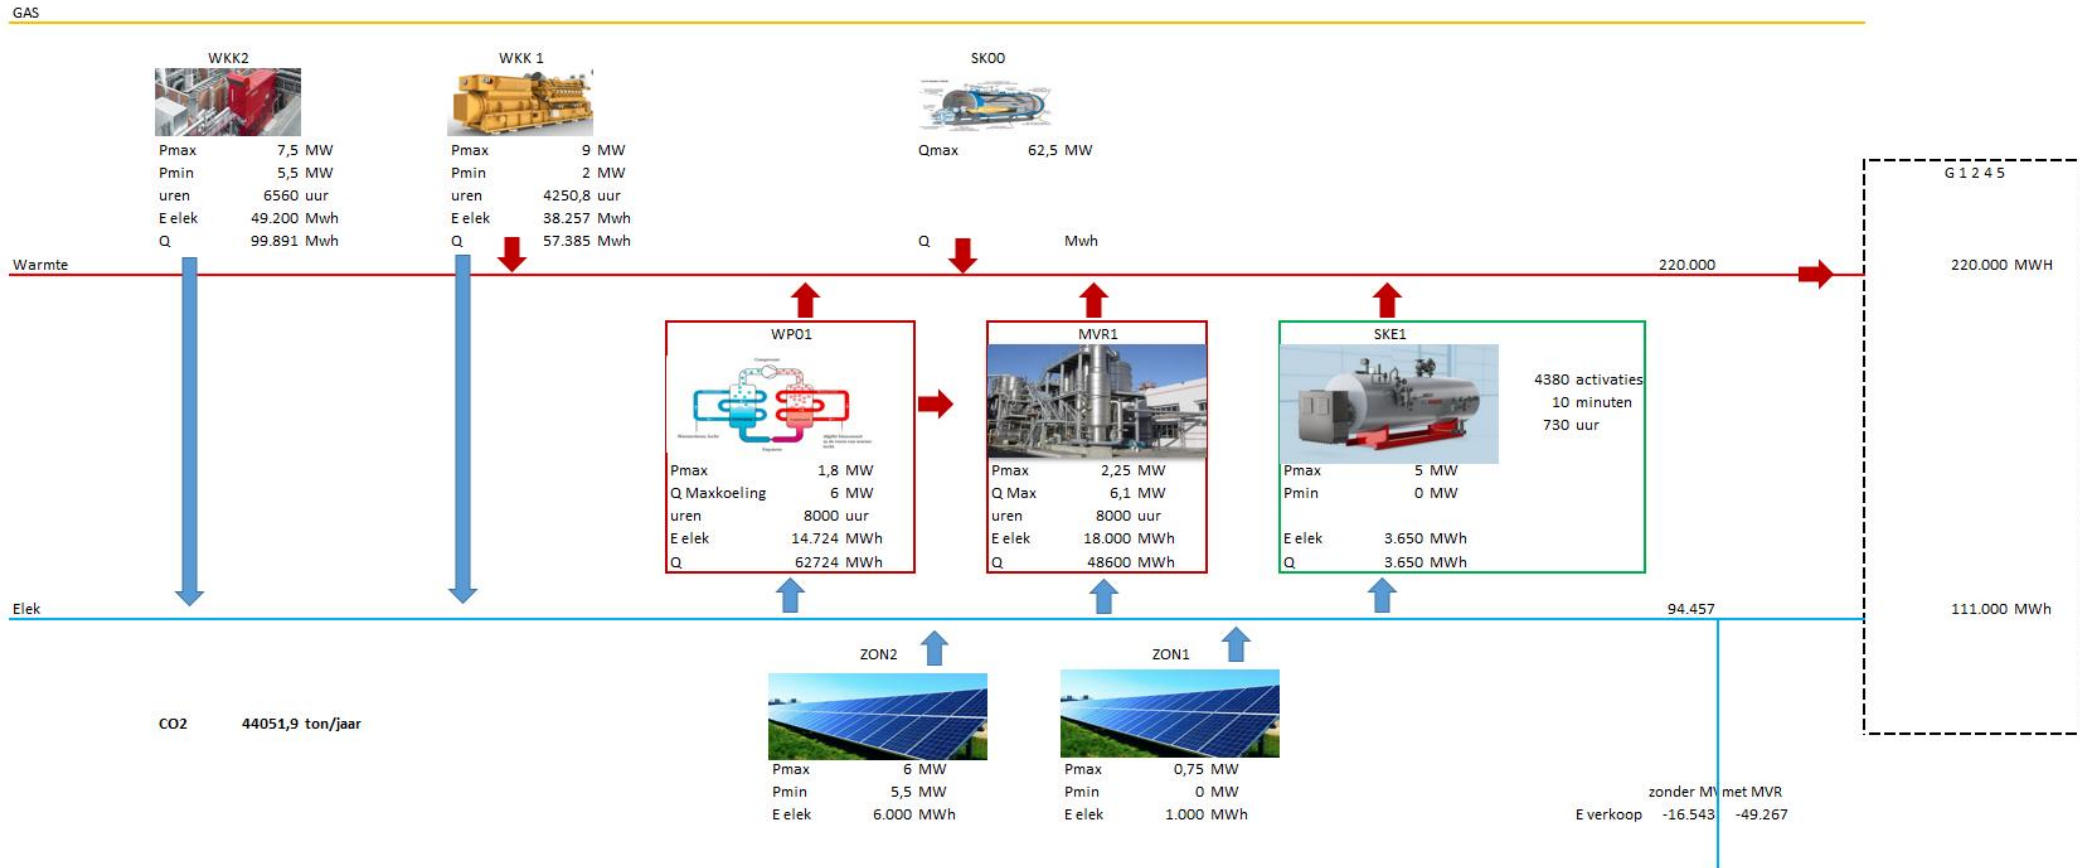 GAS
WKK2
WKK 1
SK00
Pmax 7,5 MW
Pmin 5,5 MW
uren 6560 uur
E elek 49.200 Mwh
Q 99.891 Mwh
Pmax 9 MW
Pmin 2 MW
uren 4250,8 uur
E elek 38.257 Mwh
Q 57.385 Mwh
Qmax 62,5 MW
Q Mwh
G 1 2 4 5
Warmte
220.000
220.000 MWH
WP01
Pmax 1,8 MW
Q Maxkoeling 6 MW
uren 8000 uur
E elek 14.724 MWh
Q 62724 MWh
MVR1
Pmax 2,25 MW
Q Max 6,1 MW
uren 8000 uur
E elek 18.000 MWh
Q 48600 MWh
SKE1
4380 activaties
10 minuten
730 uur
Pmax 5 MW
Pmin 0 MW
E elek 3.650 MWh
Q 3.650 MWh
Elek
94.457
111.000 MWh
ZON2
ZON1
CO2 44051,9 ton/jaar
Pmax 6 MW
Pmin 5,5 MW
E elek 6.000 MWh
Pmax 0,75 MW
Pmin 0 MW
E elek 1.000 MWh
zonder MV met MVR
E verkoop -16.543 -49.267